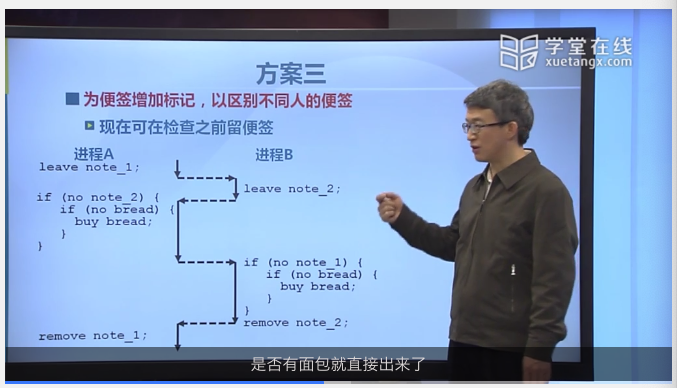 学堂在线
xuetangx.com
方案三
为便签增加标记，以区别不同人的便签
现在可在检查之前留便签
进程A
进程B
leave note_1;
leave note_2;
if (no note_2) {
if (no bread) {
buy bread;
}
}
if (no note_1) {
if (no bread) {
buy bread;
}
}
remove note_2;
remove note_1;
是否有面包就直接出来了